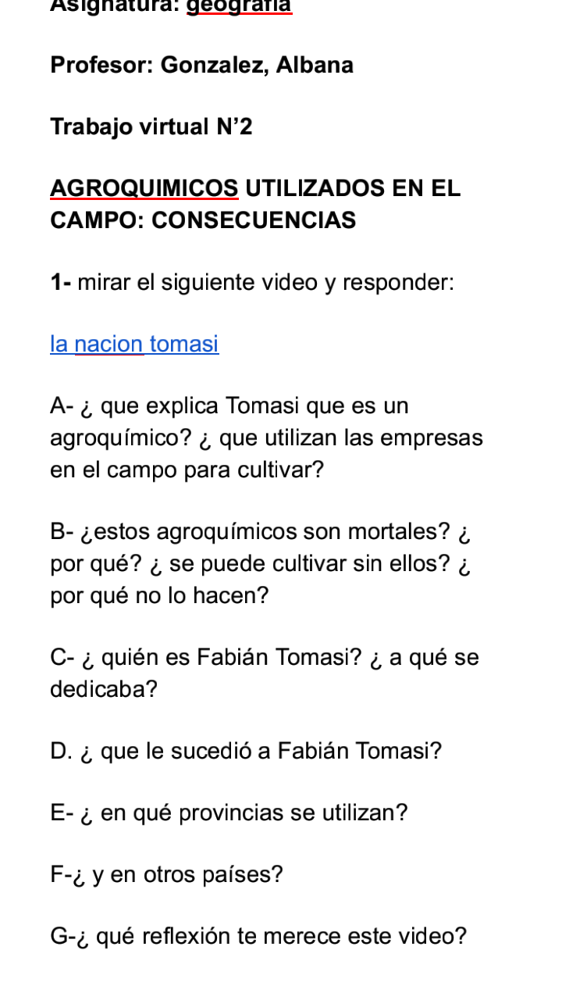 Asignatura: geografia
Profesor: Gonzalez, Albana
Trabajo virtual N’2
AGROQUIMICOS UTILIZADOS EN EL
CAMPO: CONSECUENCIAS
1- mirar el siguiente video y responder:
la nacion tomasi
A- ¿ que explica Tomasi que es un
agroquímico? ¿ que utilizan las empresas
en el campo para cultivar?
B- ¿estos agroquímicos son mortales? ¿
por qué? ¿ se puede cultivar sin ellos? ¿
por qué no lo hacen?
C- ¿ quién es Fabián Tomasi? ¿ a qué se
dedicaba?
D. ¿ que le sucedió a Fabián Tomasi?
E- ¿ en qué provincias se utilizan?
F-¿ y en otros países?
G-¿ qué reflexión te merece este video?